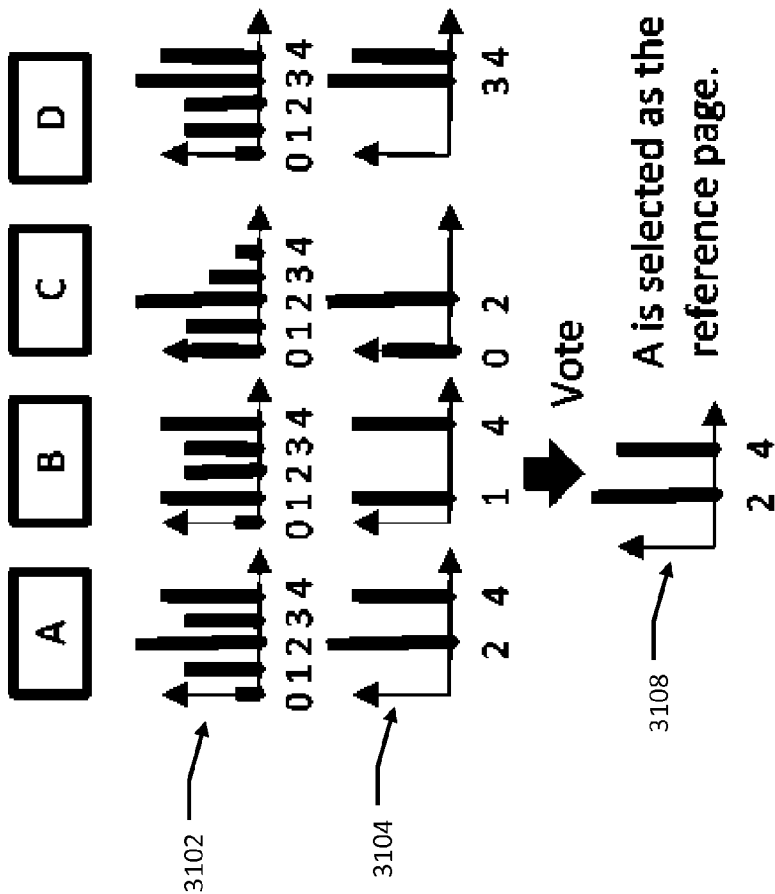 A B C D
3102
01234 01234 01234 01234
3104
2 4 1 4 0 2 3 4
Vote
3108
2 4
A is selected as the
reference page.